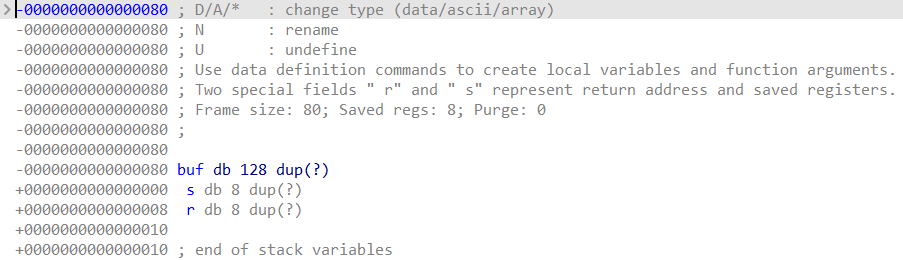 -0000000000000080 ; D/A/*   : change type (data/ascii/array)
-0000000000000080 ; N       : rename
-0000000000000080 ; U       : undefine
-0000000000000080 ; Use data definition commands to create local variables and function arguments.
-0000000000000080 ; Two special fields " r" and " s" represent return address and saved registers.
-0000000000000080 ; Frame size: 80; Saved regs: 8; Purge: 0
-0000000000000080 ;
-0000000000000080
-0000000000000080 buf db 128 dup(?)
+0000000000000000  s db 8 dup(?)
+0000000000000008  r db 8 dup(?)
+0000000000000010
+0000000000000010 ; end of stack variables